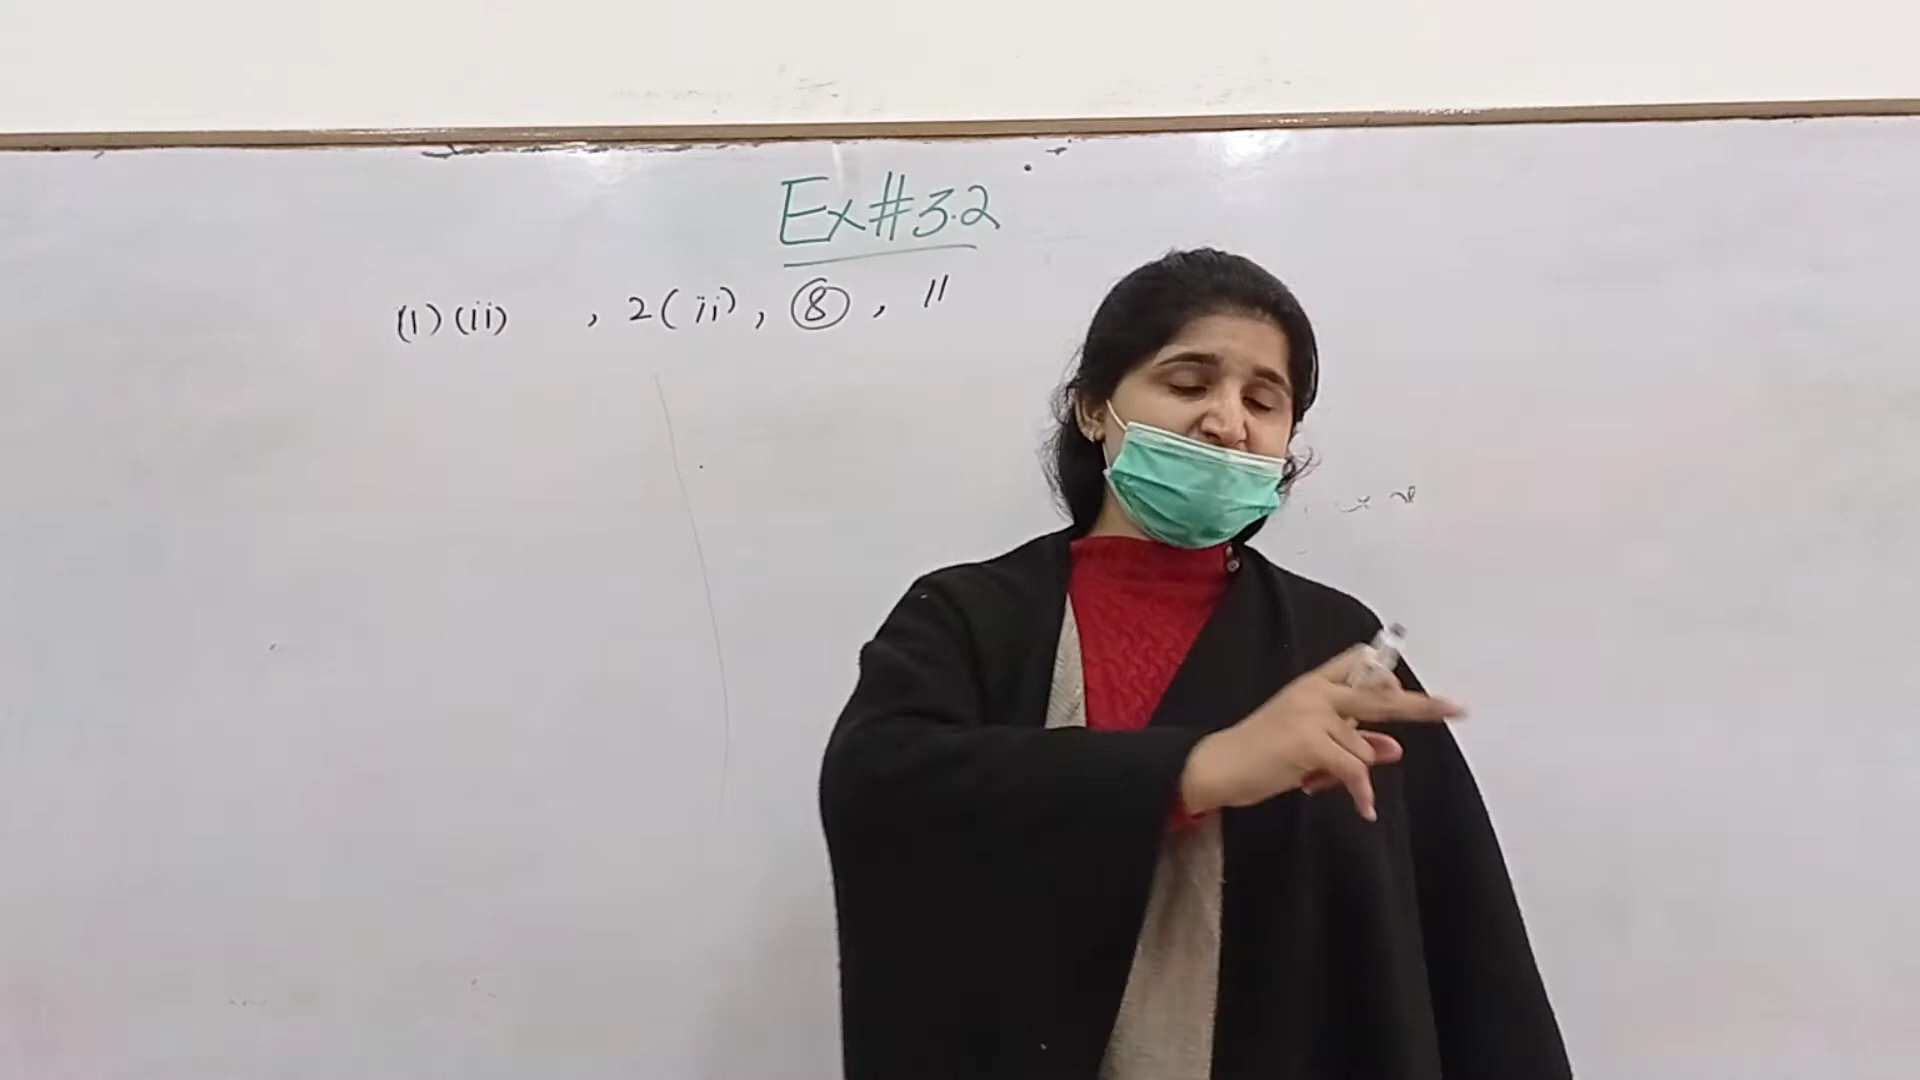 Ex#3.2
(1)(ii) , 2(ii), 8 , 11